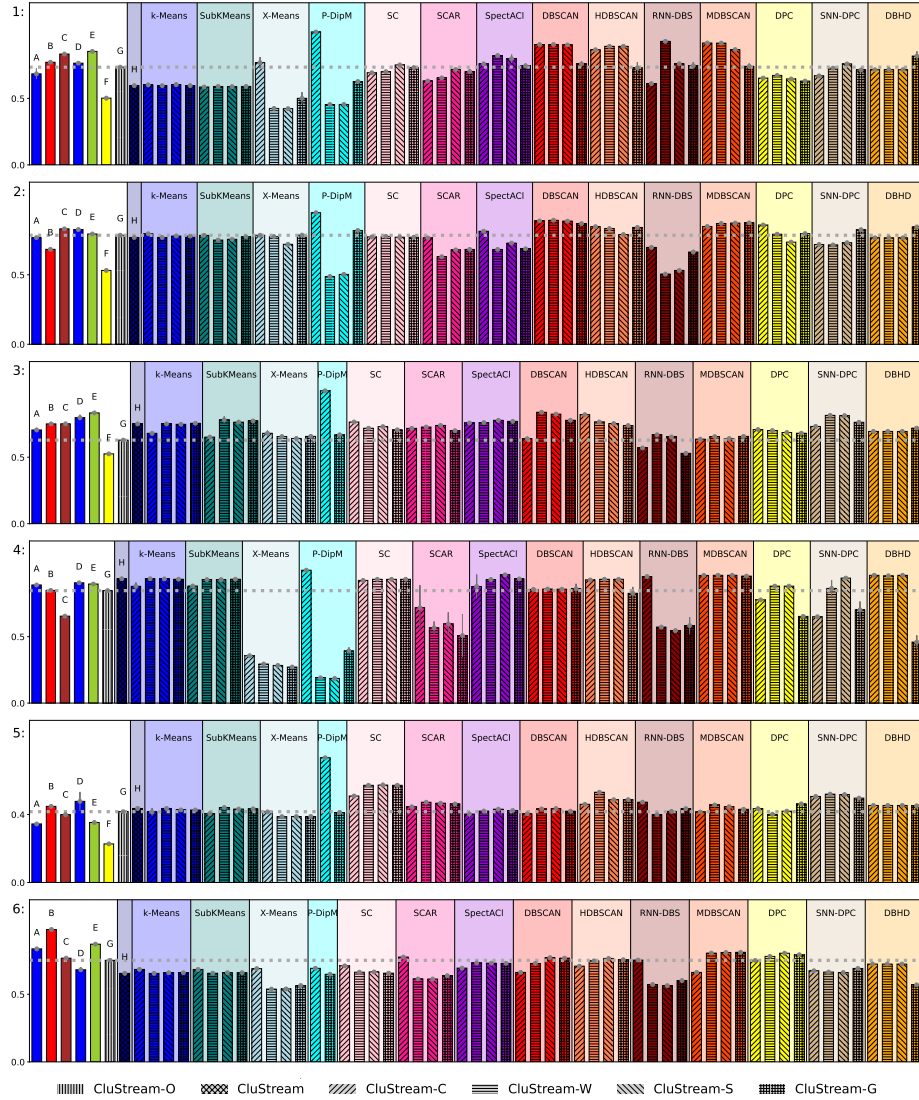 1:
k-Means SubKMeans X-Means P-DipM SC SCAR SpectACl DBSCAN HDBSCAN RNN-DBS MDBSCAN DPC SNN-DPC DBHD
A B C D E F G H
0.5
0.0
2:
k-Means SubKMeans X-Means P-DipM SC SCAR SpectACl DBSCAN HDBSCAN RNN-DBS MDBSCAN DPC SNN-DPC DBHD
A B C D E F G H
0.5
0.0
3:
k-Means SubKMeans X-Means P-DipM SC SCAR SpectACl DBSCAN HDBSCAN RNN-DBS MDBSCAN DPC SNN-DPC DBHD
A B C D E F G H
0.5
0.0
4:
k-Means SubKMeans X-Means P-DipM SC SCAR SpectACl DBSCAN HDBSCAN RNN-DBS MDBSCAN DPC SNN-DPC DBHD
A B C D E F G H
0.5
0.0
5:
k-Means SubKMeans X-Means P-DipM SC SCAR SpectACl DBSCAN HDBSCAN RNN-DBS MDBSCAN DPC SNN-DPC DBHD
A B C D E F G H
0.4
0.0
6:
k-Means SubKMeans X-Means P-DipM SC SCAR SpectACl DBSCAN HDBSCAN RNN-DBS MDBSCAN DPC SNN-DPC DBHD
A B C D E G H
0.5
0.0
CluStream-O CluStream CluStream-C CluStream-W CluStream-S CluStream-G